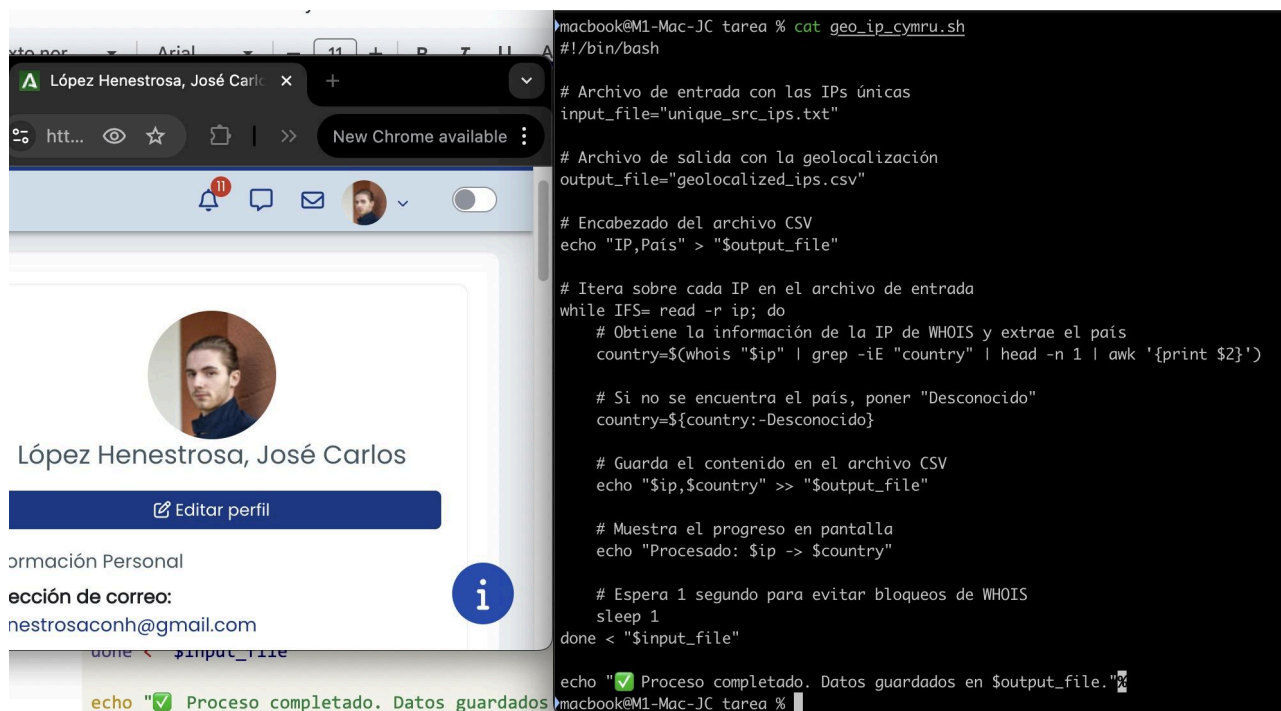 Arial
11
López Henestrosa, José Carl
htt...
New Chrome available
11
López Henestrosa, José Carlos
Editar perfil
ormación Personal
ección de correo:
nestrosaconh@gmail.com
i
done < "$input_file"
echo "✅ Proceso completado. Datos guardados
macbook@M1-Mac-JC tarea % cat geo_ip_cymru.sh
#!/bin/bash
# Archivo de entrada con las IPs únicas
input_file="unique_src_ips.txt"
# Archivo de salida con la geolocalización
output_file="geolocalized_ips.csv"
# Encabezado del archivo CSV
echo "IP,País" > "$output_file"
# Itera sobre cada IP en el archivo de entrada
while IFS= read -r ip; do
# Obtiene la información de la IP de WHOIS y extrae el país
country=$(whois "$ip" | grep -iE "country" | head -n 1 | awk '{print $2}')
# Si no se encuentra el país, poner "Desconocido"
country=${country:-Desconocido}
# Guarda el contenido en el archivo CSV
echo "$ip,$country" >> "$output_file"
# Muestra el progreso en pantalla
echo "Procesado: $ip -> $country"
# Espera 1 segundo para evitar bloqueos de WHOIS
sleep 1
done < "$input_file"
echo "✅ Proceso completado. Datos guardados en $output_file."%
macbook@M1-Mac-JC tarea %